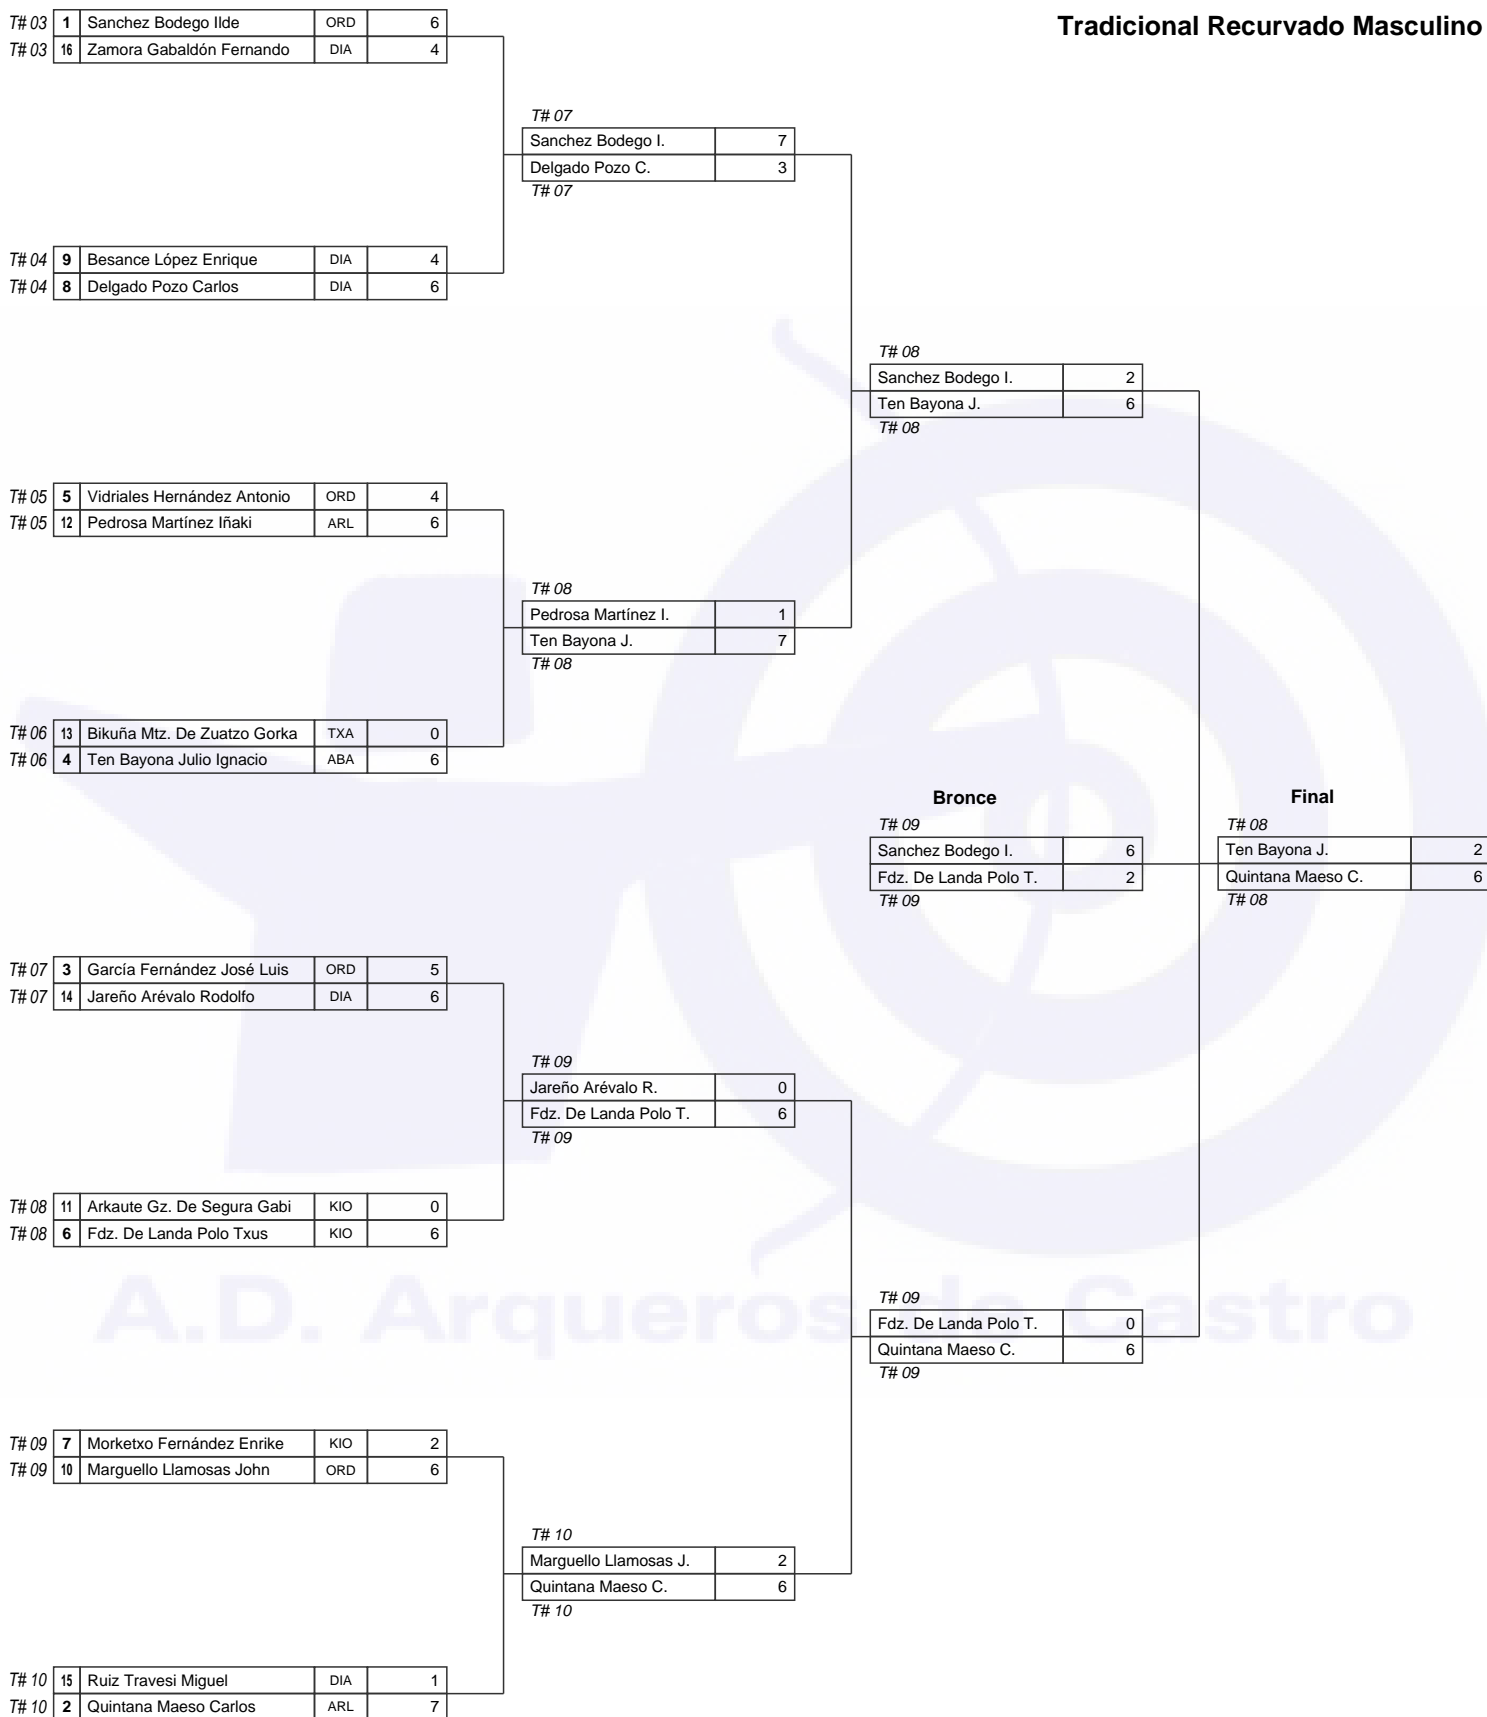 Tradicional Recurvado Masculino
T# 03 1 Sanchez Bodego Ilde ORD 6
T# 03 16 Zamora Gabaldón Fernando DIA 4
T# 07
Sanchez Bodego I. 7
Delgado Pozo C. 3
T# 07
T# 04 9 Besance López Enrique DIA 4
T# 04 8 Delgado Pozo Carlos DIA 6
T# 08
Sanchez Bodego I. 2
Ten Bayona J. 6
T# 08
T# 05 5 Vidriales Hernández Antonio ORD 4
T# 05 12 Pedrosa Martínez Iñaki ARL 6
T# 08
Pedrosa Martínez I. 1
Ten Bayona J. 7
T# 08
T# 06 13 Bikuña Mtz. De Zuatzo Gorka TXA 0
T# 06 4 Ten Bayona Julio Ignacio ABA 6
Bronce
T# 09
Sanchez Bodego I. 6
Fdz. De Landa Polo T. 2
T# 09
Final
T# 08
Ten Bayona J. 2
Quintana Maeso C. 6
T# 08
T# 07 3 García Fernández José Luis ORD 5
T# 07 14 Jareño Arévalo Rodolfo DIA 6
T# 09
Jareño Arévalo R. 0
Fdz. De Landa Polo T. 6
T# 09
T# 08 11 Arkaute Gz. De Segura Gabi KIO 0
T# 08 6 Fdz. De Landa Polo Txus KIO 6
A.D. Arqueros de Castro
T# 09
Fdz. De Landa Polo T. 0
Quintana Maeso C. 6
T# 09
T# 09 7 Morketxo Fernández Enrike KIO 2
T# 09 10 Marguello Llamosas John ORD 6
T# 10
Marguello Llamosas J. 2
Quintana Maeso C. 6
T# 10
T# 10 15 Ruiz Travesi Miguel DIA 1
T# 10 2 Quintana Maeso Carlos ARL 7